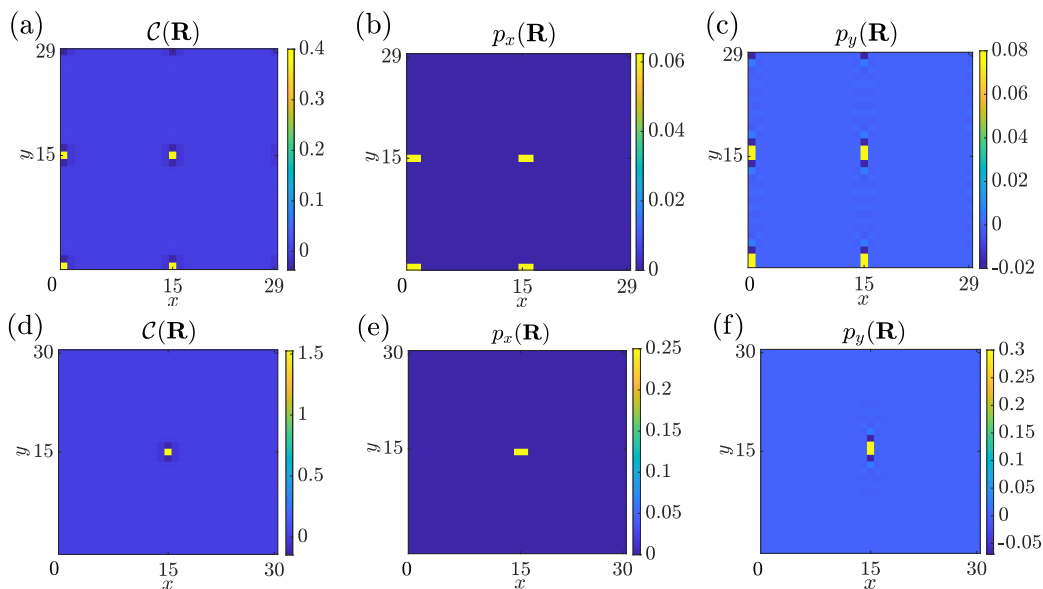 (a) 𝒞(𝐑)
29
15
0 15 29
x
y
0.4
0.3
0.2
0.1
0
(b) pₓ(𝐑)
29
15
0 15 29
x
y
0.06
0.04
0.02
0
(c) p_y(𝐑)
29
15
0 15 29
x
y
0.08
0.06
0.04
0.02
0
-0.02
(d) 𝒞(𝐑)
30
15
0 15 30
x
y
1.5
1
0.5
0
(e) pₓ(𝐑)
30
15
0 15 30
x
y
0.25
0.2
0.15
0.1
0.05
0
(f) p_y(𝐑)
30
15
0 15 30
x
y
0.3
0.25
0.2
0.15
0.1
0.05
0
-0.05